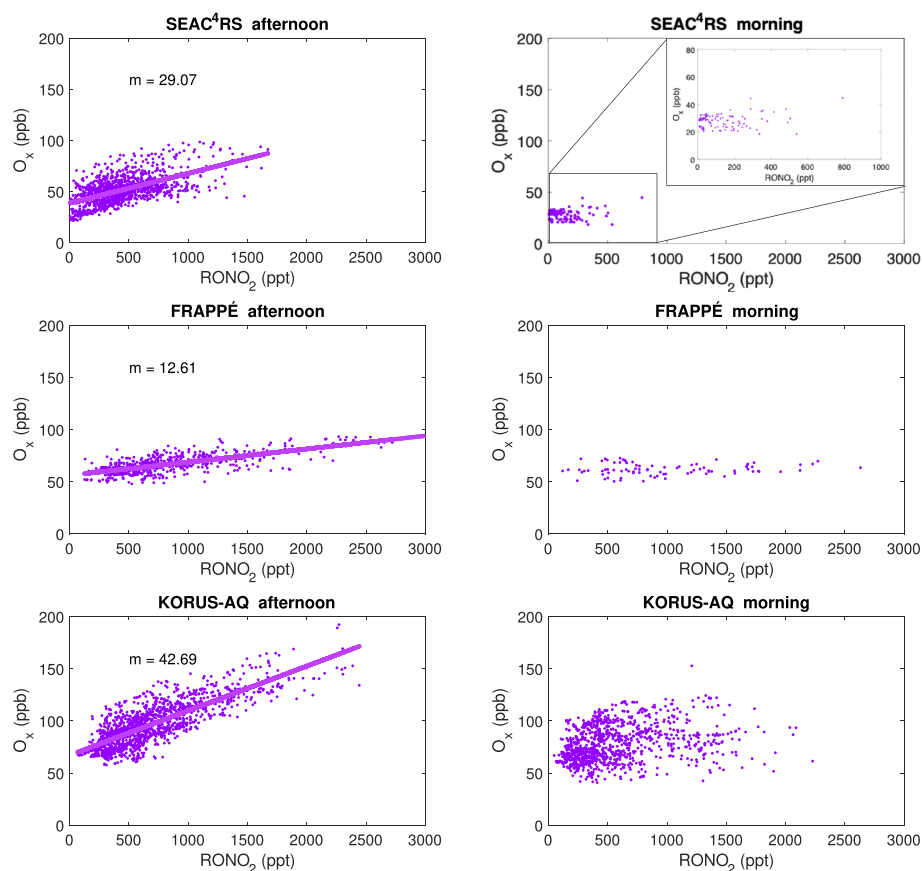 SEAC⁴RS afternoon
200
150
100
50
0
Oₓ (ppb)
m = 29.07
0 500 1000 1500 2000 2500 3000
RONO₂ (ppt)
SEAC⁴RS morning
200
150
100
50
0
Oₓ (ppb)
0 500 1000 1500 2000 2500 3000
RONO₂ (ppt)
80
60
40
20
0
Oₓ (ppb)
0 200 400 600 800 1000
RONO₂ (ppt)
FRAPPÉ afternoon
200
150
100
50
0
Oₓ (ppb)
m = 12.61
0 500 1000 1500 2000 2500 3000
RONO₂ (ppt)
FRAPPÉ morning
200
150
100
50
0
Oₓ (ppb)
0 500 1000 1500 2000 2500 3000
RONO₂ (ppt)
KORUS-AQ afternoon
200
150
100
50
0
Oₓ (ppb)
m = 42.69
0 500 1000 1500 2000 2500 3000
RONO₂ (ppt)
KORUS-AQ morning
200
150
100
50
0
Oₓ (ppb)
0 500 1000 1500 2000 2500 3000
RONO₂ (ppt)